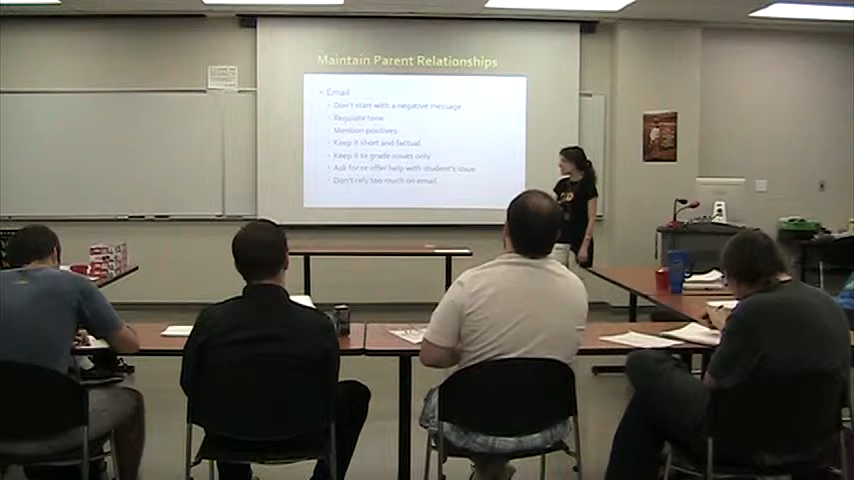 Maintain Parent Relationships
Email
Don't start with a negative message
Regulate tone
Mention positives
Keep it short and factual
Keep it to grade issues only
Ask for or offer help with student's issue
Don't rely too much on email